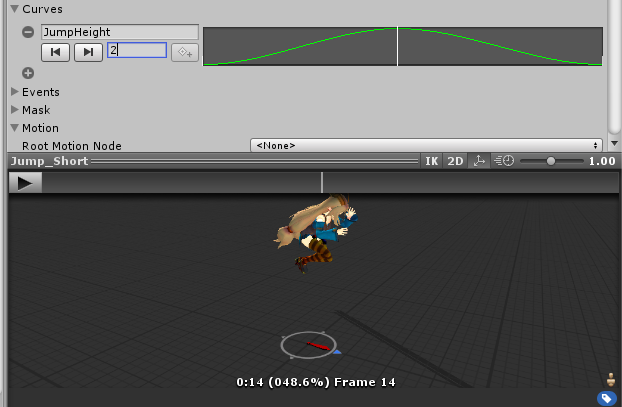 Curves
JumpHeight
2
Events
Mask
Motion
Root Motion Node <None>
Jump_Short IK 2D 1.00
0:14 (048.6%) Frame 14